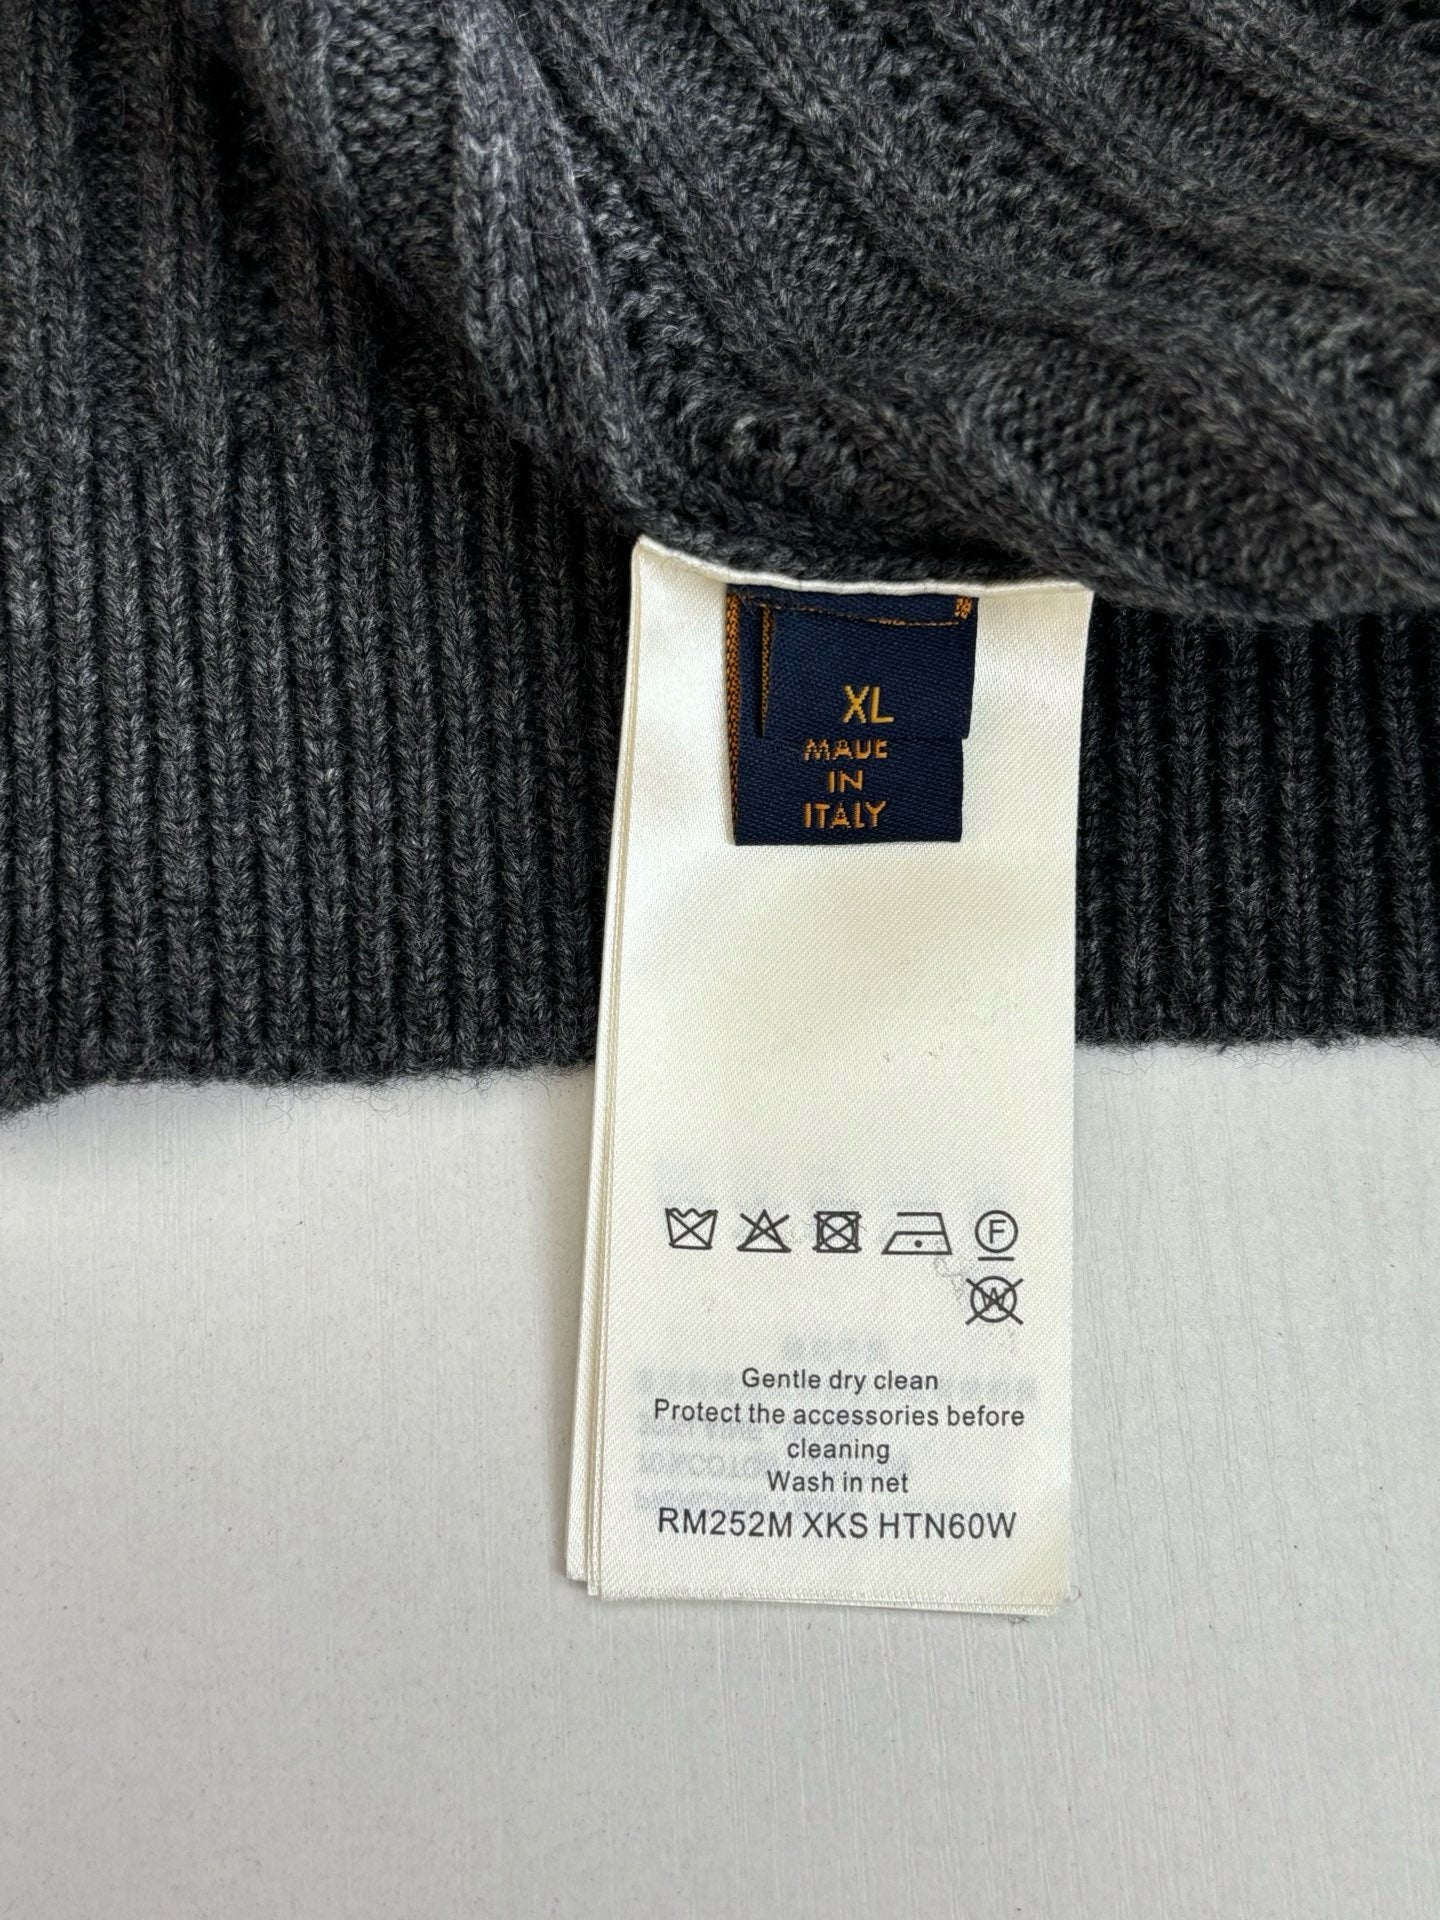 XL
MADE
IN
ITALY
F
W
Gentle dry clean
Protect the accessories before
cleaning
Wash in net
RM252M XKS HTN60W